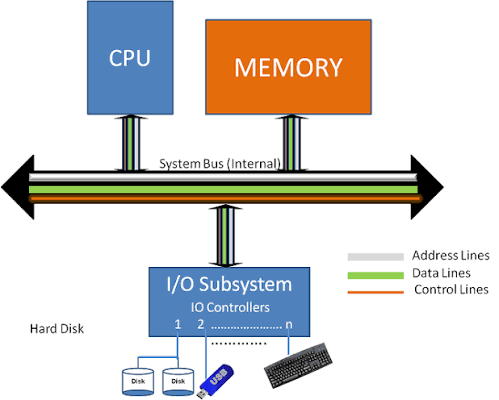 CPU
MEMORY
System Bus (Internal)
Address Lines
Data Lines
Control Lines
I/O Subsystem
IO Controllers
1 2 ...................... n
..............
Hard Disk
Disk Disk
USB